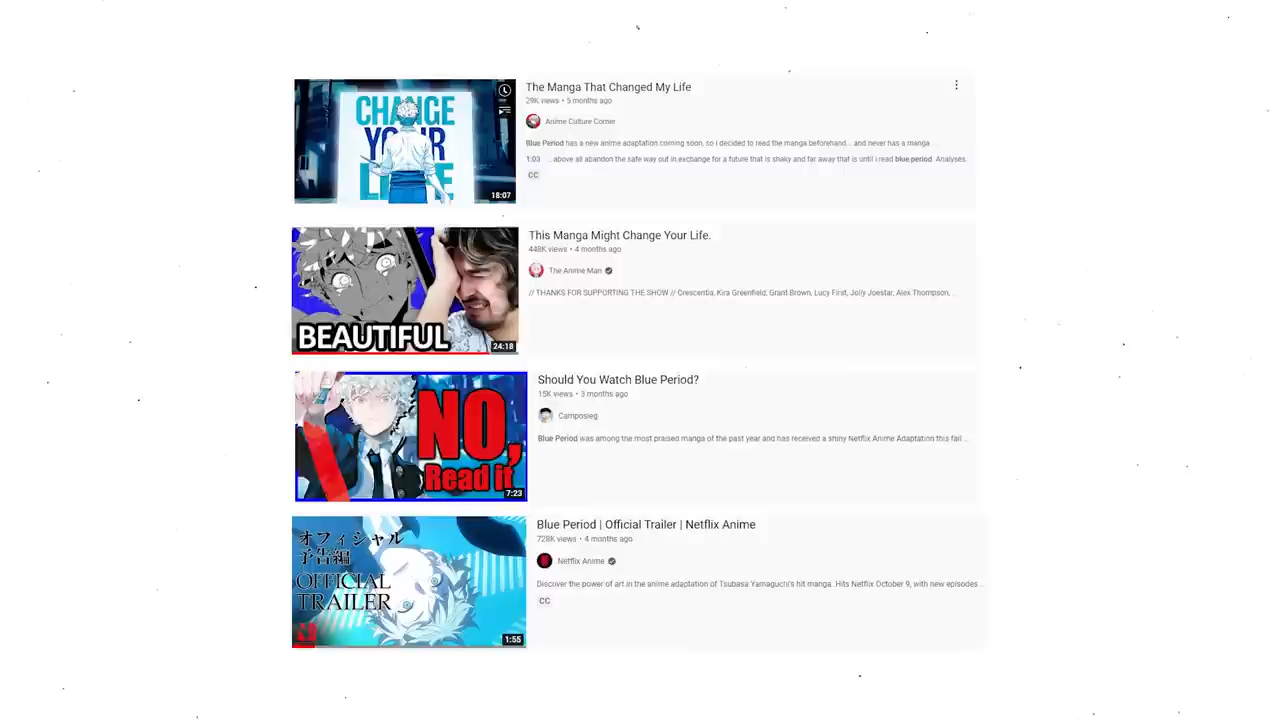 CHANGE
YOUR
LIFE
18:07
The Manga That Changed My Life
29K views • 5 months ago
Anime Culture Corner
Blue Period has a new anime adaptation coming soon, so I decided to read the manga beforehand... and never has a manga ...
1:03 ...above all abandon the safe way out in exchange for a future that is shaky and far away that is until i read blue period Analyses.
CC
BEAUTIFUL
24:18
This Manga Might Change Your Life.
448K views • 4 months ago
The Anime Man
// THANKS FOR SUPPORTING THE SHOW // Crescentia, Kira Greenfield, Grant Brown, Lucy First, Jolly Joestar, Alex Thompson, ...
NO,
Read it
7:23
Should You Watch Blue Period?
15K views • 3 months ago
Camposieg
Blue Period was among the most praised manga of the past year and has received a shiny Netflix Anime Adaptation this fall ...
オフィシャル
予告編
OFFICIAL
TRAILER
N
1:55
Blue Period | Official Trailer | Netflix Anime
728K views • 4 months ago
Netflix Anime
Discover the power of art in the anime adaptation of Tsubasa Yamaguchi's hit manga. Hits Netflix October 9, with new episodes ...
CC